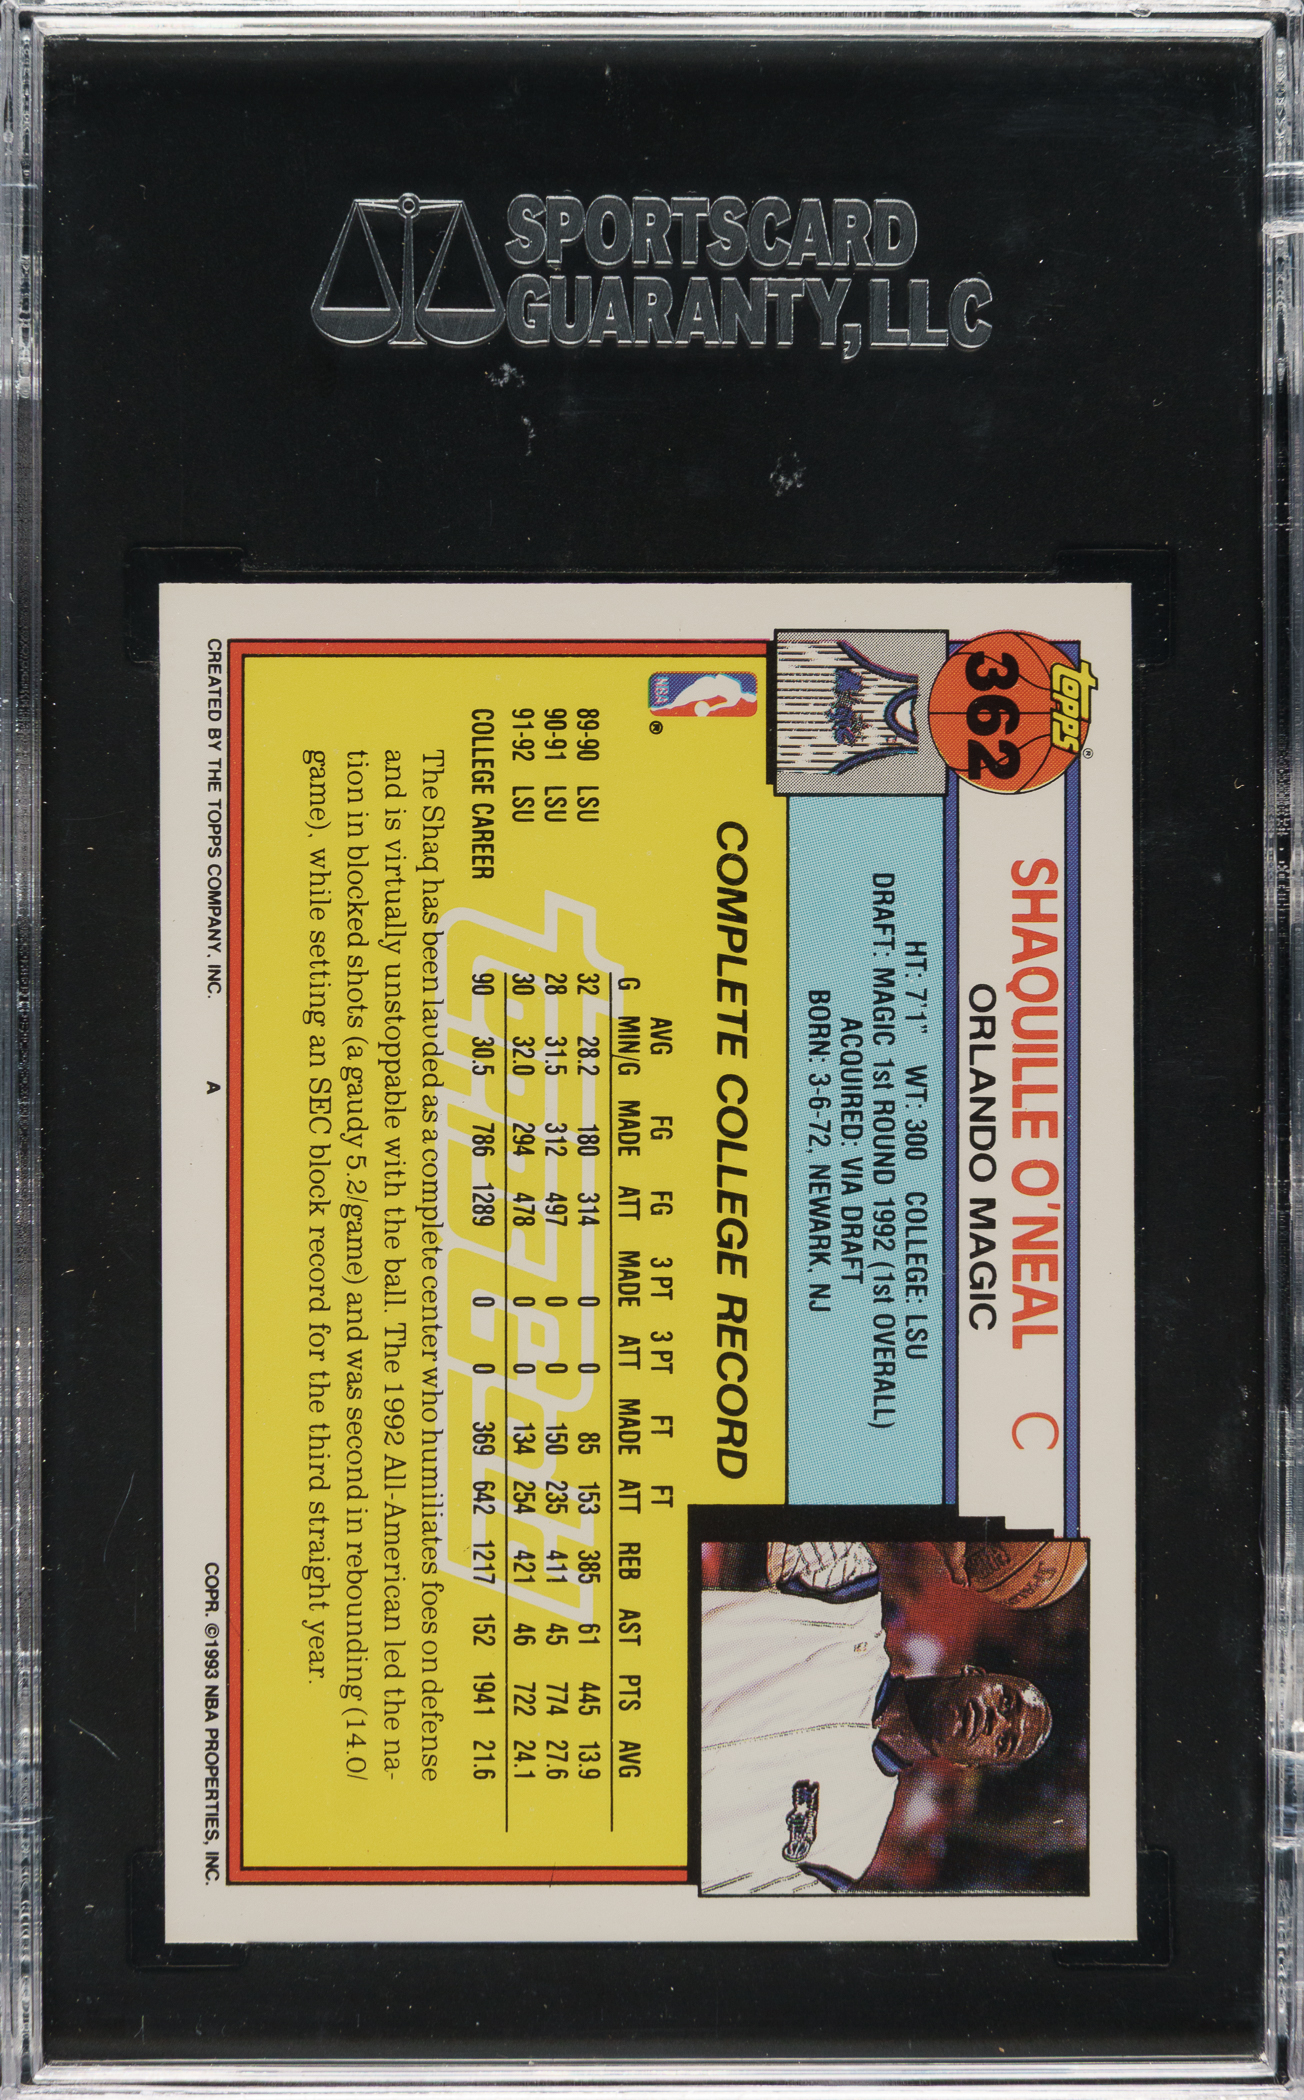 SPORTSCARD
GUARANTY, LLC
topps®
362
SHAQUILLE O'NEAL C
ORLANDO MAGIC
HT: 7'1" WT: 300 COLLEGE: LSU
DRAFT: MAGIC 1st ROUND 1992 (1st OVERALL)
ACQUIRED: VIA DRAFT
BORN: 3-6-72, NEWARK, NJ
COMPLETE COLLEGE RECORD
NBA
®
AVG FG FG 3 PT 3 PT FT FT
G MIN/G MADE ATT MADE ATT MADE ATT REB AST PTS AVG
89-90 LSU 32 28.2 180 314 0 0 85 153 385 61 445 13.9
90-91 LSU 28 31.5 312 497 0 0 150 235 411 45 774 27.6
91-92 LSU 30 32.0 294 478 0 0 134 254 421 46 722 24.1
COLLEGE CAREER 90 30.5 786 1289 0 0 369 642 1217 152 1941 21.6
The Shaq has been lauded as a complete center who humiliates foes on defense
and is virtually unstoppable with the ball. The 1992 All-American led the na-
tion in blocked shots (a gaudy 5.2/game) and was second in rebounding (14.0/
game), while setting an SEC block record for the third straight year.
CREATED BY THE TOPPS COMPANY, INC. A COPR. ©1993 NBA PROPERTIES, INC.